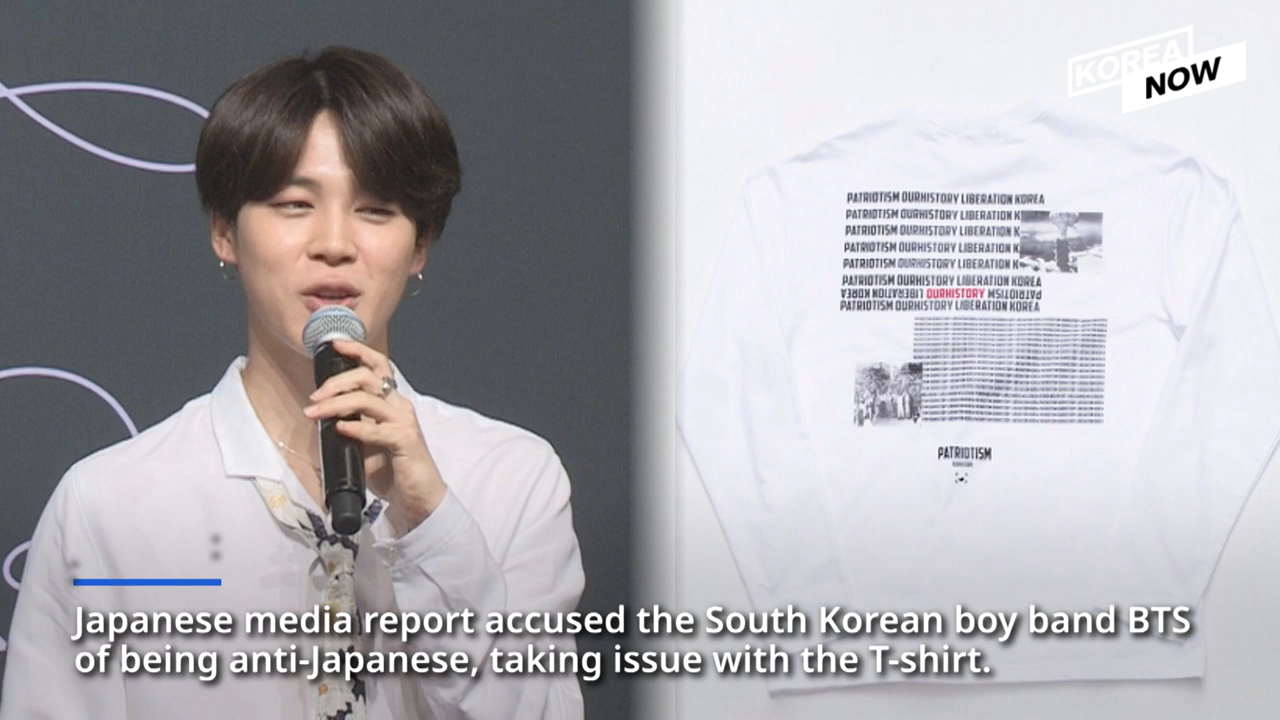 KOREA
NOW
PATRIOTISM OURHISTORY LIBERATION KOREA
PATRIOTISM OURHISTORY LIBERATION K
PATRIOTISM OURHISTORY LIBERATION K
PATRIOTISM OURHISTORY LIBERATION K
PATRIOTISM OURHISTORY LIBERATION K
PATRIOTISM OURHISTORY LIBERATION KOREA
PATRIOTISM OURHISTORY LIBERATION KOREA
PATRIOTISM OURHISTORY LIBERATION KOREA
PATRIOTISM
Japanese media report accused the South Korean boy band BTS
of being anti-Japanese, taking issue with the T-shirt.